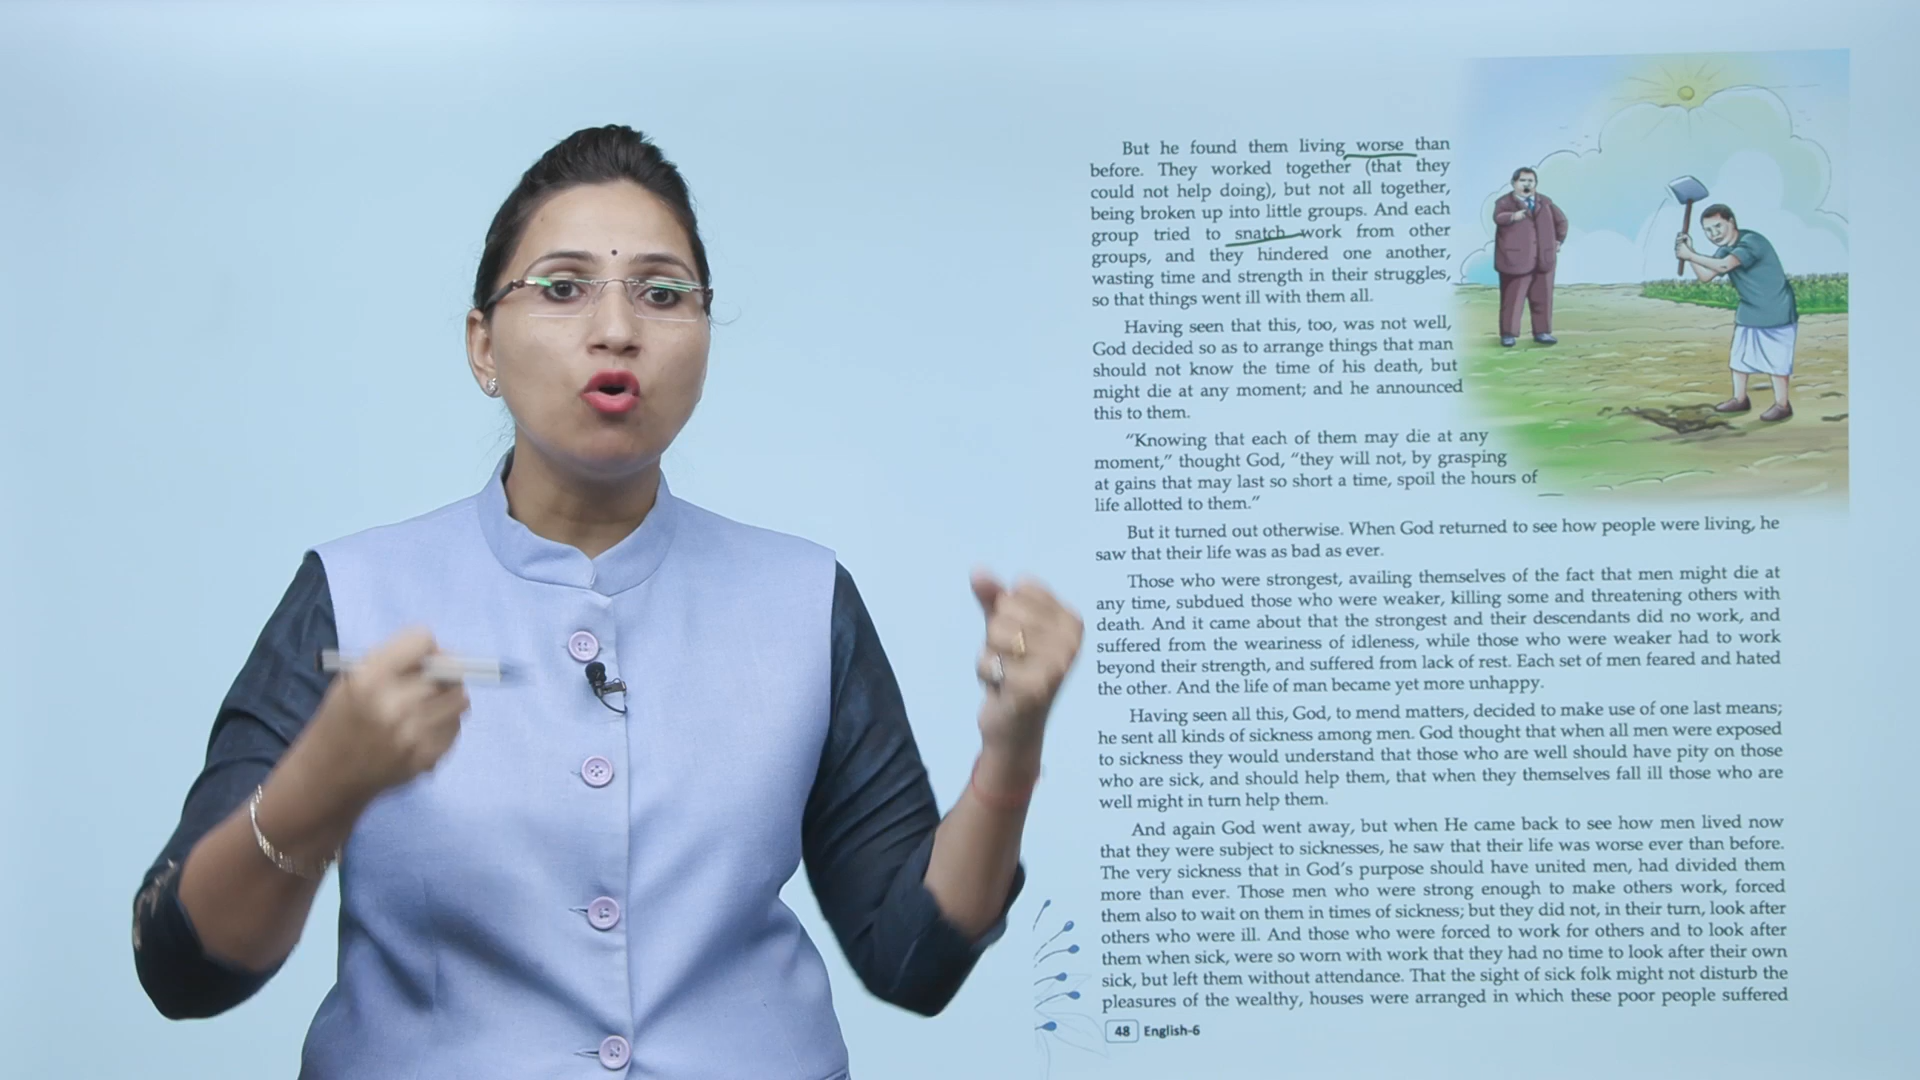 But he found them living worse than
before. They worked together (that they
could not help doing), but not all together,
being broken up into little groups. And each
group tried to snatch work from other
groups, and they hindered one another,
wasting time and strength in their struggles,
so that things went ill with them all.
Having seen that this, too, was not well,
God decided so as to arrange things that man
should not know the time of his death, but
might die at any moment; and he announced
this to them.
"Knowing that each of them may die at any
moment," thought God, "they will not, by grasping
at gains that may last so short a time, spoil the hours of
life allotted to them."
But it turned out otherwise. When God returned to see how people were living, he
saw that their life was as bad as ever.
Those who were strongest, availing themselves of the fact that men might die at
any time, subdued those who were weaker, killing some and threatening others with
death. And it came about that the strongest and their descendants did no work, and
suffered from the weariness of idleness, while those who were weaker had to work
beyond their strength, and suffered from lack of rest. Each set of men feared and hated
the other. And the life of man became yet more unhappy.
Having seen all this, God, to mend matters, decided to make use of one last means;
he sent all kinds of sickness among men. God thought that when all men were exposed
to sickness they would understand that those who are well should have pity on those
who are sick, and should help them, that when they themselves fall ill those who are
well might in turn help them.
And again God went away, but when He came back to see how men lived now
that they were subject to sicknesses, he saw that their life was worse ever than before.
The very sickness that in God's purpose should have united men, had divided them
more than ever. Those men who were strong enough to make others work, forced
them also to wait on them in times of sickness; but they did not, in their turn, look after
others who were ill. And those who were forced to work for others and to look after
them when sick, were so worn with work that they had no time to look after their own
sick, but left them without attendance. That the sight of sick folk might not disturb the
pleasures of the wealthy, houses were arranged in which these poor people suffered
48 English-6